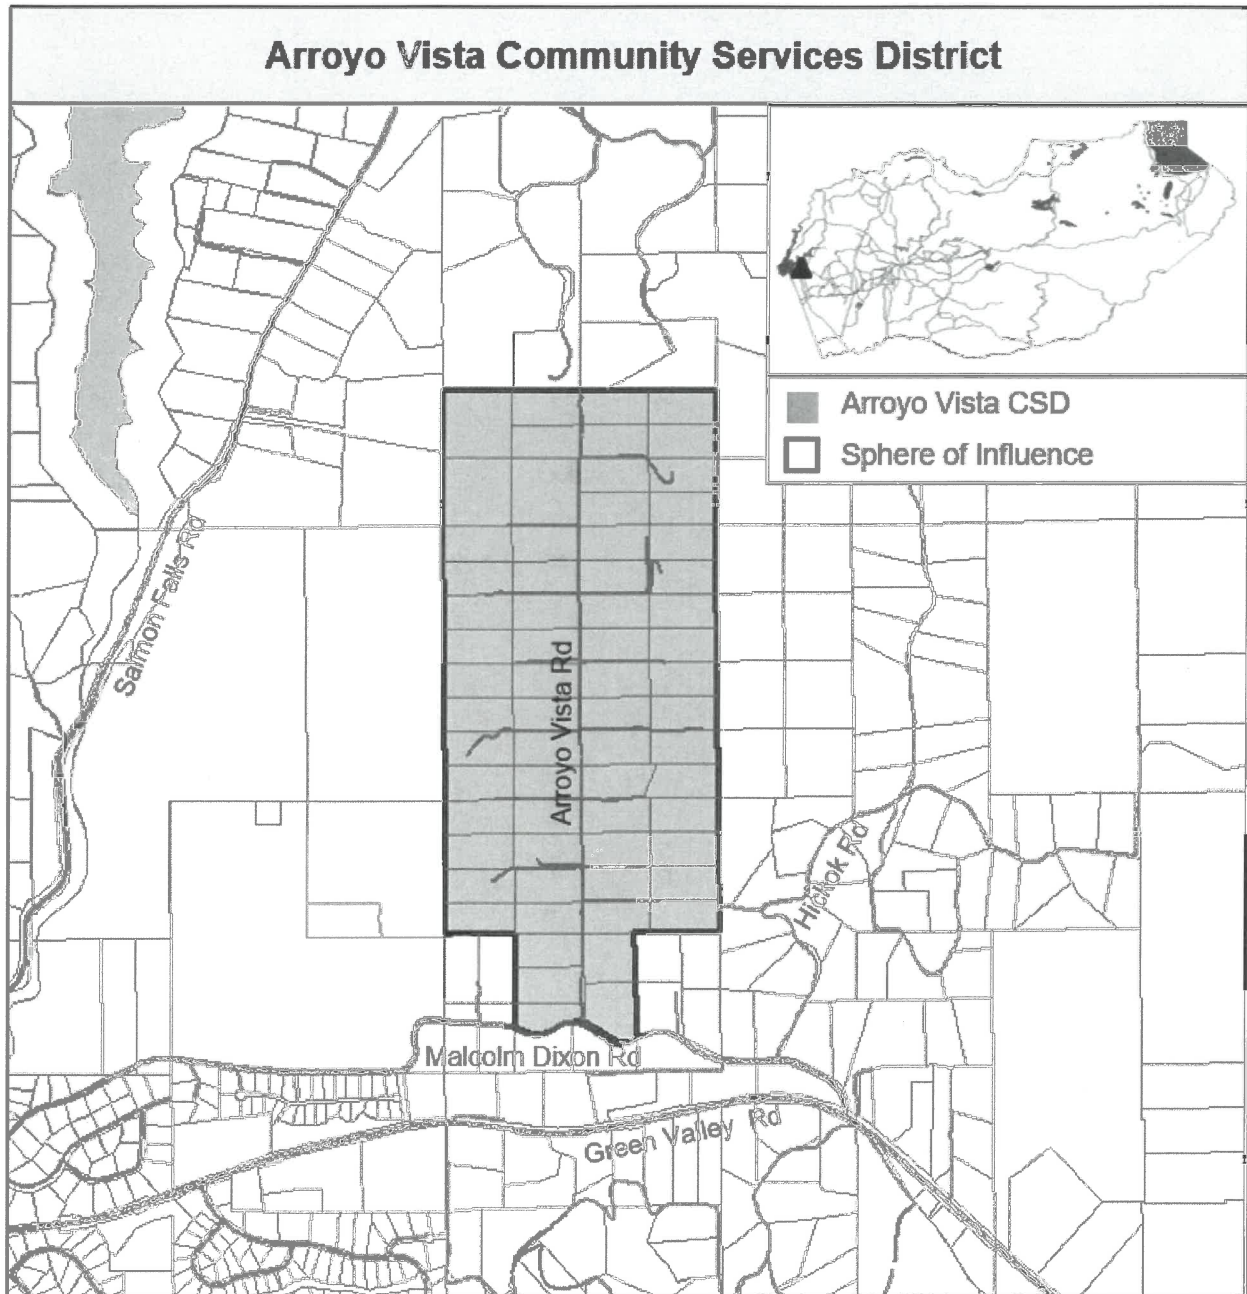 Arroyo Vista Community Services District
Arroyo Vista CSD
Sphere of Influence
Salmon Falls Rd
Arroyo Vista Rd
Hickok Rd
Malcolm Dixon Rd
Green Valley Rd